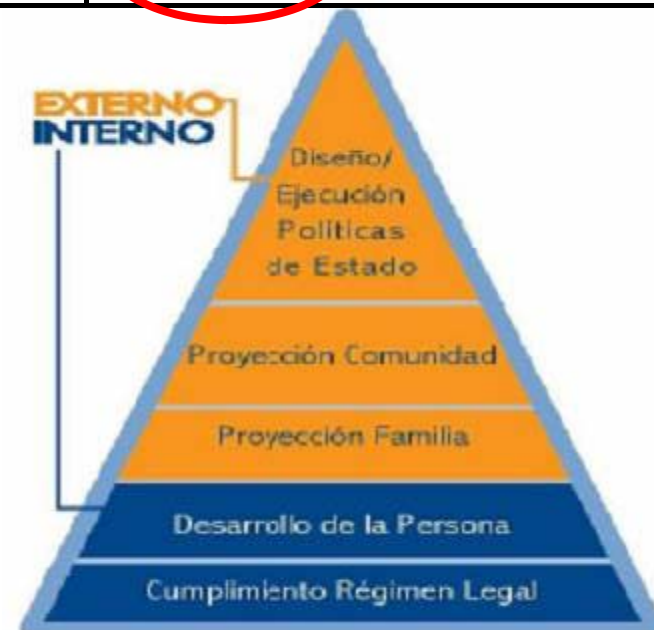 EXTERNO
INTERNO
Diseño/
Ejecución
Políticas
de Estado
Proyección Comunidad
Proyección Familia
Desarrollo de la Persona
Cumplimiento Régimen Legal